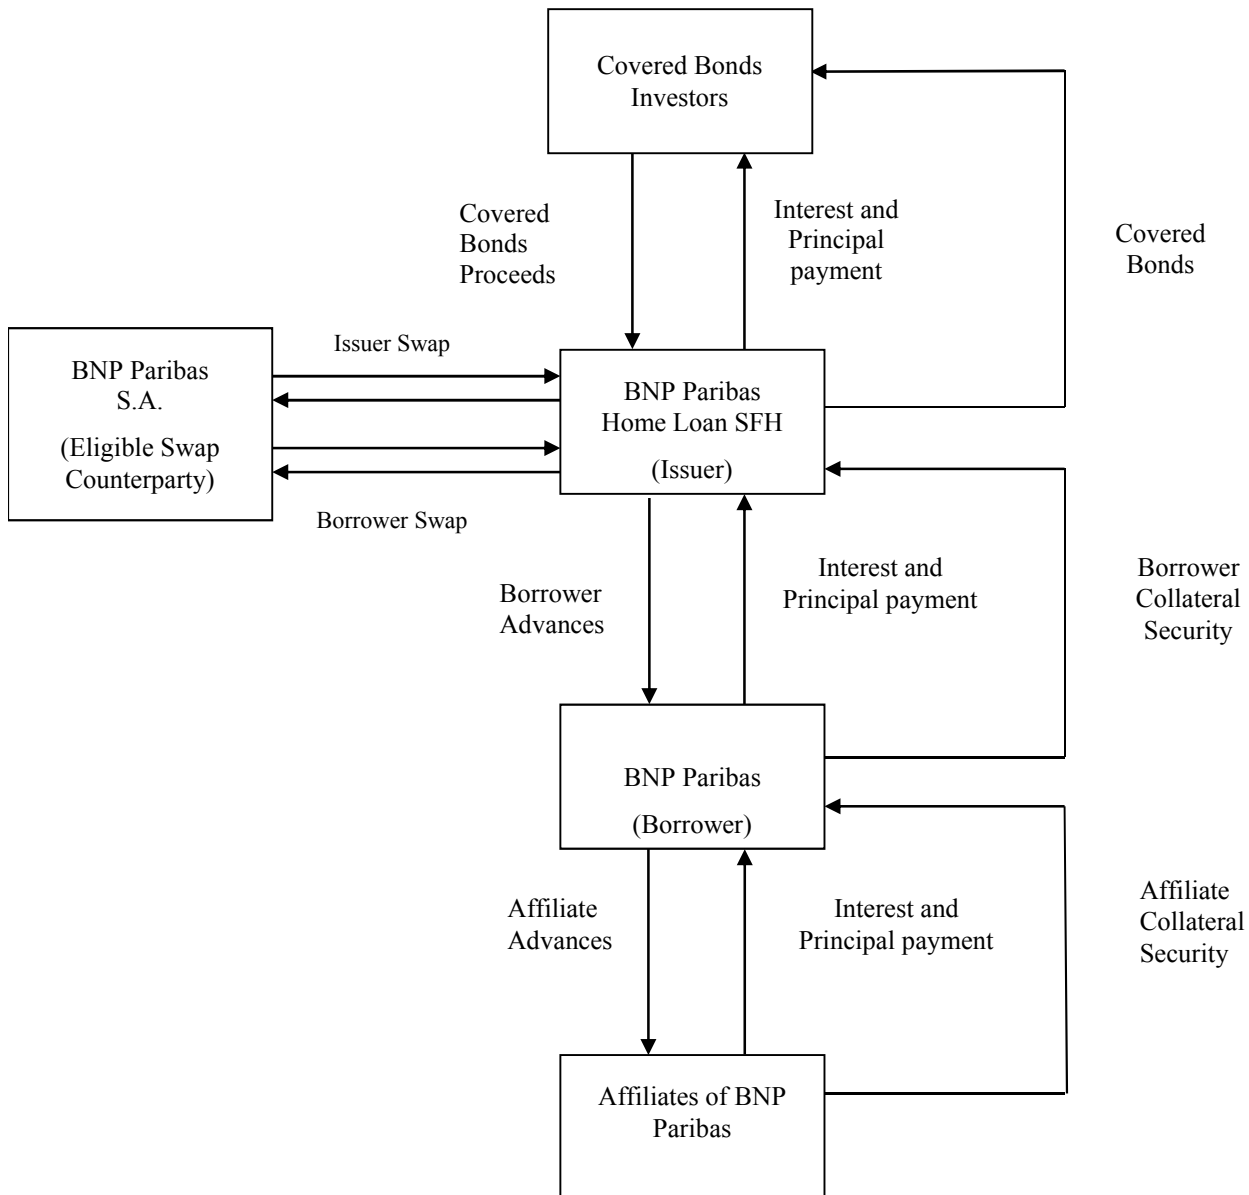 Covered Bonds
Investors
Covered
Bonds
Proceeds
Interest and
Principal
payment
Covered
Bonds
Issuer Swap
BNP Paribas
S.A.
(Eligible Swap
Counterparty)
BNP Paribas
Home Loan SFH
(Issuer)
Borrower Swap
Borrower
Advances
Interest and
Principal payment
Borrower
Collateral
Security
BNP Paribas
(Borrower)
Affiliate
Advances
Interest and
Principal payment
Affiliate
Collateral
Security
Affiliates of BNP
Paribas